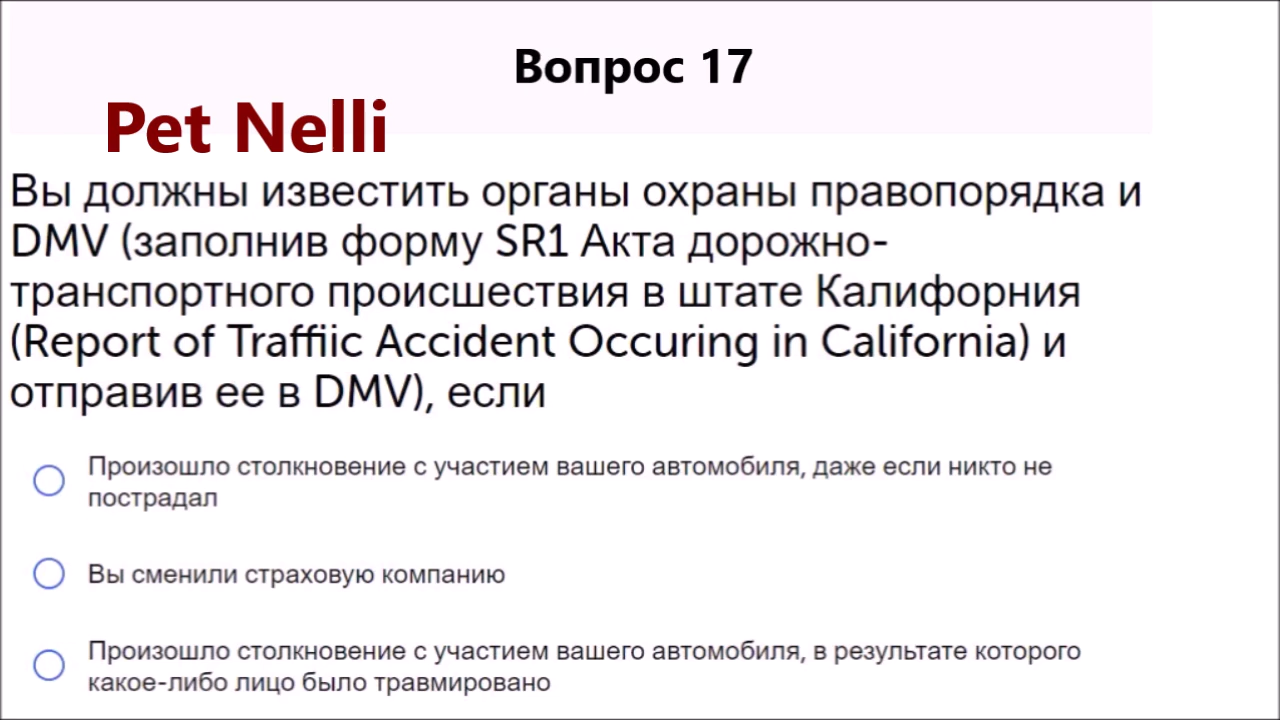 Вопрос 17
Pet Nelli
Вы должны известить органы охраны правопорядка и
DMV (заполнив форму SR1 Акта дорожно-
транспортного происшествия в штате Калифорния
(Report of Traffiic Accident Occuring in California) и
отправив ее в DMV), если
Произошло столкновение с участием вашего автомобиля, даже если никто не
пострадал
Вы сменили страховую компанию
Произошло столкновение с участием вашего автомобиля, в результате которого
какое-либо лицо было травмировано